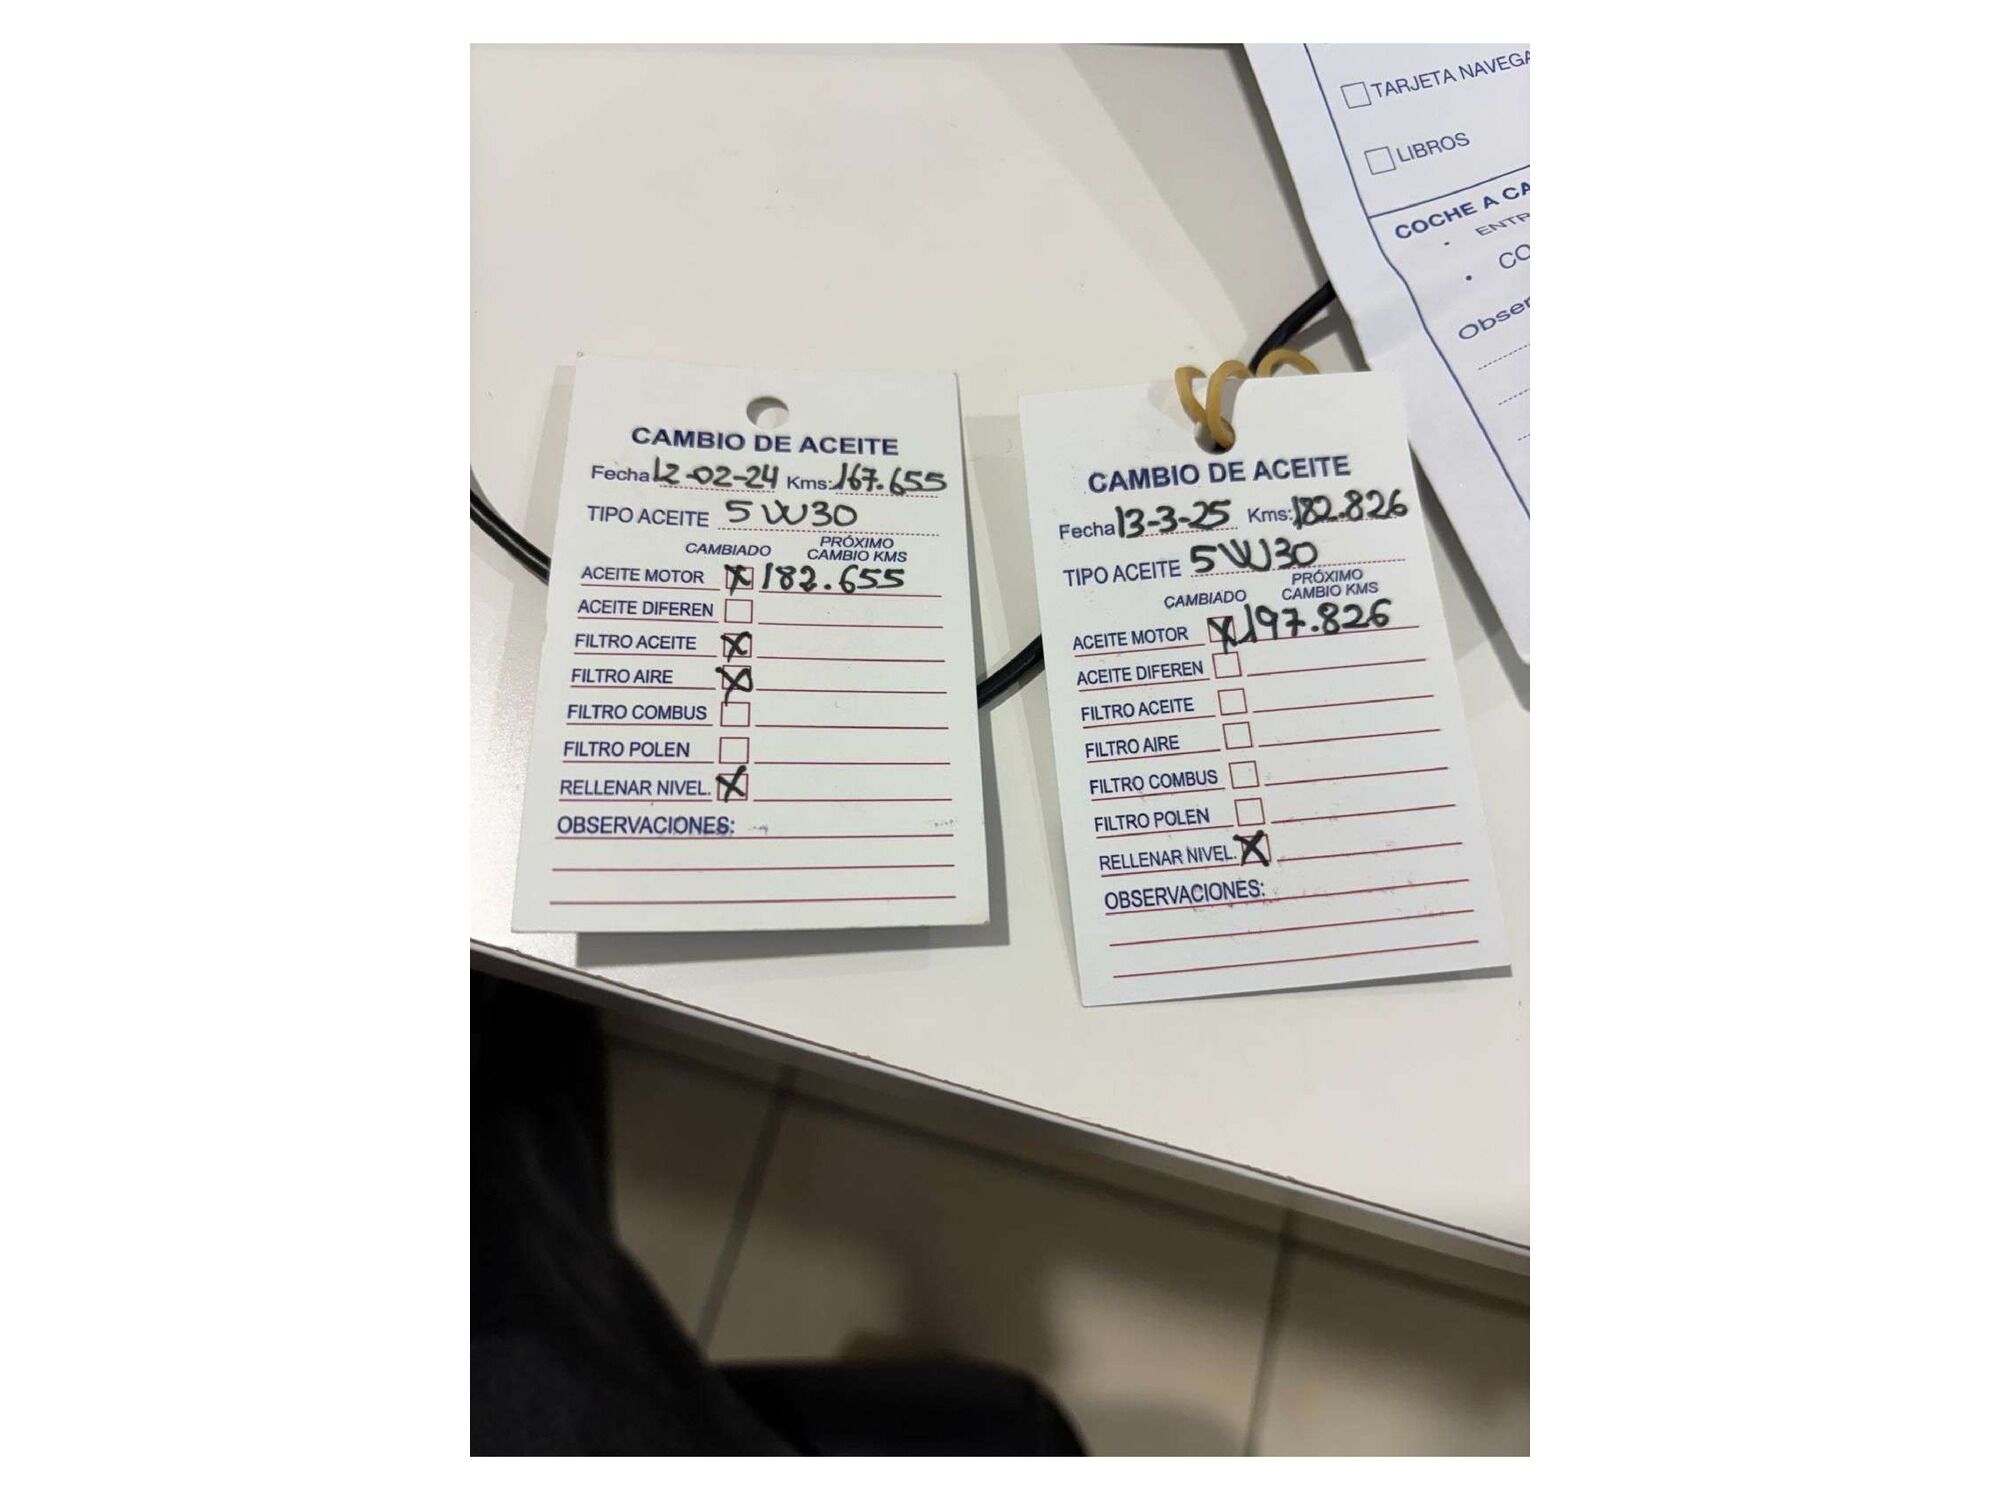 CAMBIO DE ACEITE
Fecha 12-02-24 Kms: 167.655
TIPO ACEITE 5W30
CAMBIADO PRÓXIMO CAMBIO KMS
ACEITE MOTOR X 182.655
ACEITE DIFEREN
FILTRO ACEITE X
FILTRO AIRE X
FILTRO COMBUS
FILTRO POLEN
RELLENAR NIVEL. X
OBSERVACIONES:
CAMBIO DE ACEITE
Fecha 13-3-25 Kms: 182.826
TIPO ACEITE 5W30
CAMBIADO PRÓXIMO CAMBIO KMS
ACEITE MOTOR X 197.826
ACEITE DIFEREN
FILTRO ACEITE
FILTRO AIRE
FILTRO COMBUS
FILTRO POLEN
RELLENAR NIVEL. X
OBSERVACIONES:
TARJETA NAVEGA
LIBROS
COCHE A CA
• ENTR
• CO
Obser